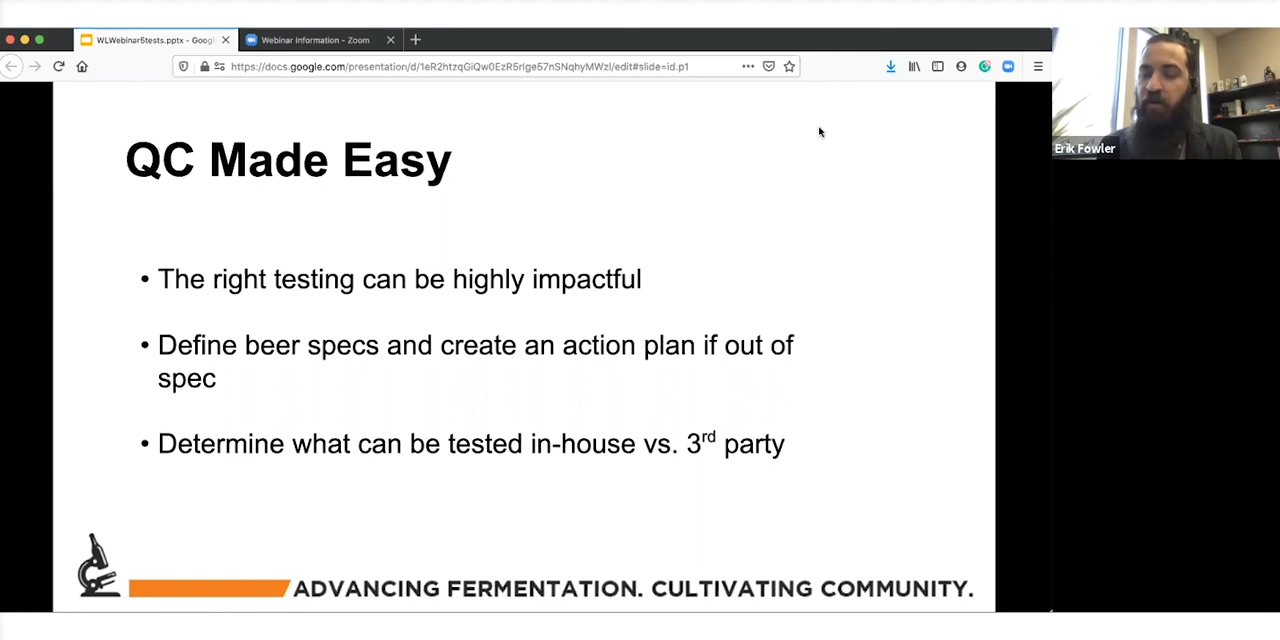 WLWebinar5tests.pptx - Googl
Webinar Information - Zoom
https://docs.google.com/presentation/d/1eR2htzqGiQw0EzR5rIge57nSNqhyMWzI/edit#slide=id.p1
Erik Fowler
QC Made Easy
• The right testing can be highly impactful
• Define beer specs and create an action plan if out of
spec
• Determine what can be tested in-house vs. 3rd party
ADVANCING FERMENTATION. CULTIVATING COMMUNITY.